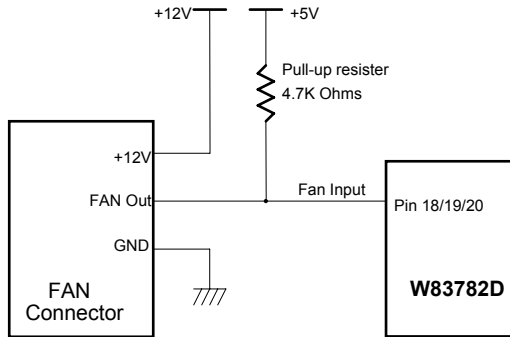 +12V
+5V
Pull-up resister
4.7K Ohms
+12V
FAN Out
Fan Input
Pin 18/19/20
GND
FAN
Connector
W83782D